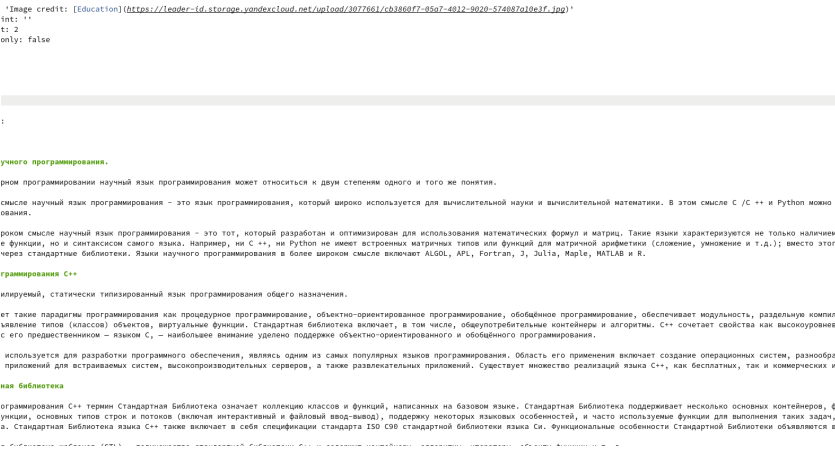 'Image credit: [Education](https://leader-id.storage.yandexcloud.net/upload/3077661/cb3860f7-05a7-4012-9020-574087a10e3f.jpg)'
int: ''
t: 2
only: false
:
учного программирования.
рном программировании научный язык программирования может относиться к двум степеням одного и того же понятия.
смысле научный язык программирования – это язык программирования, который широко используется для вычислительной науки и вычислительной математики. В этом смысле C /C ++ и Python можно
ования.
роком смысле научный язык программирования - это тот, который разработан и оптимизирован для использования математических формул и матриц. Такие языки характеризуются не только наличием
е функции, но и синтаксисом самого языка. Например, ни C ++, ни Python не имеют встроенных матричных типов или функций для матричной арифметики (сложение, умножение и т.д.); вместо этог
через стандартные библиотеки. Языки научного программирования в более широком смысле включают ALGOL, APL, Fortran, J, Julia, Maple, MATLAB и R.
граммирования C++
илируемый, статически типизированный язык программирования общего назначения.
ет такие парадигмы программирования как процедурное программирование, объектно-ориентированное программирование, обобщённое программирование, обеспечивает модульность, раздельную компил
ъявление типов (классов) объектов, виртуальные функции. Стандартная библиотека включает, в том числе, общеупотребительные контейнеры и алгоритмы. C++ сочетает свойства как высокоуровнев
с его предшественником — языком C, — наибольшее внимание уделено поддержке объектно-ориентированного и обобщённого программирования.
используется для разработки программного обеспечения, являясь одним из самых популярных языков программирования. Область его применения включает создание операционных систем, разнообра
приложений для встраиваемых систем, высокопроизводительных серверов, а также развлекательных приложений. Существует множество реализаций языка C++, как бесплатных, так и коммерческих и
ная библиотека
ограммирования C++ термин Стандартная Библиотека означает коллекцию классов и функций, написанных на базовом языке. Стандартная Библиотека поддерживает несколько основных контейнеров, ф
ункции, основных типов строк и потоков (включая интерактивный и файловый ввод-вывод), поддержку некоторых языковых особенностей, и часто используемые функции для выполнения таких задач,
а. Стандартная Библиотека языка C++ также включает в себя спецификации стандарта ISO C90 стандартной библиотеки языка Си. Функциональные особенности Стандартной Библиотеки объявляются в